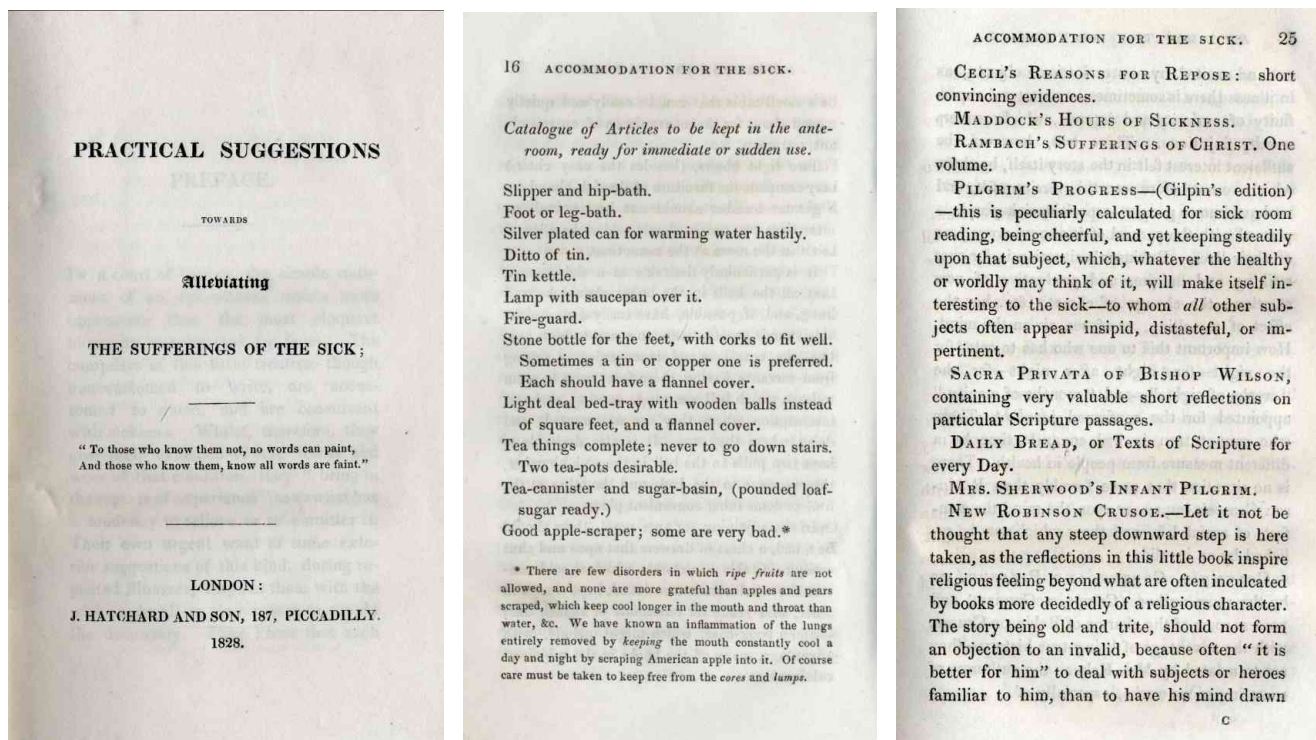 PRACTICAL SUGGESTIONS
TOWARDS
Alleviating
THE SUFFERINGS OF THE SICK;
“ To those who know them not, no words can paint,
And those who know them, know all words are faint.”
LONDON:
J. HATCHARD AND SON, 187, PICCADILLY.
1828.
16 ACCOMMODATION FOR THE SICK.
Catalogue of Articles to be kept in the ante-
room, ready for immediate or sudden use.
Slipper and hip-bath.
Foot or leg-bath.
Silver plated can for warming water hastily.
Ditto of tin.
Tin kettle.
Lamp with saucepan over it.
Fire-guard.
Stone bottle for the feet, with corks to fit well.
Sometimes a tin or copper one is preferred.
Each should have a flannel cover.
Light deal bed-tray with wooden balls instead
of square feet, and a flannel cover.
Tea things complete; never to go down stairs.
Two tea-pots desirable.
Tea-cannister and sugar-basin, (pounded loaf-
sugar ready.)
Good apple-scraper; some are very bad.*
* There are few disorders in which ripe fruits are not
allowed, and none are more grateful than apples and pears
scraped, which keep cool longer in the mouth and throat than
water, &c. We have known an inflammation of the lungs
entirely removed by keeping the mouth constantly cool a
day and night by scraping American apple into it. Of course
care must be taken to keep free from the cores and lumps.
ACCOMMODATION FOR THE SICK. 25
CECIL'S REASONS FOR REPOSE: short
convincing evidences.
MADDOCK'S HOURS OF SICKNESS.
RAMBACH'S SUFFERINGS OF CHRIST. One
volume.
PILGRIM'S PROGRESS—(Gilpin's edition)
—this is peculiarly calculated for sick room
reading, being cheerful, and yet keeping steadily
upon that subject, which, whatever the healthy
or worldly may think of it, will make itself in-
teresting to the sick—to whom all other sub-
jects often appear insipid, distasteful, or im-
pertinent.
SACRA PRIVATA OF BISHOP WILSON,
containing very valuable short reflections on
particular Scripture passages.
DAILY BREAD, or Texts of Scripture for
every Day.
MRS. SHERWOOD'S INFANT PILGRIM.
NEW ROBINSON CRUSOE.—Let it not be
thought that any steep downward step is here
taken, as the reflections in this little book inspire
religious feeling beyond what are often inculcated
by books more decidedly of a religious character.
The story being old and trite, should not form
an objection to an invalid, because often “ it is
better for him” to deal with subjects or heroes
familiar to him, than to have his mind drawn
C